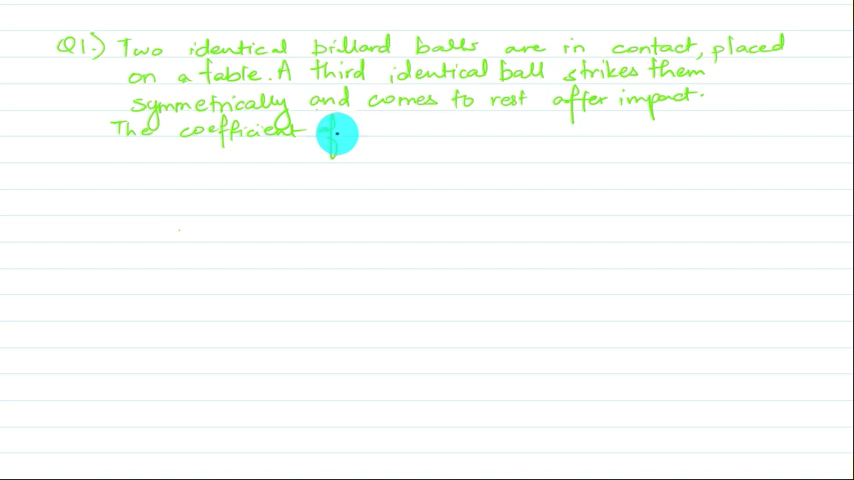 Q1.) Two identical billard balls are in contact, placed
on a table. A third identical ball strikes them
symmetrically and comes to rest after impact.
The coefficient